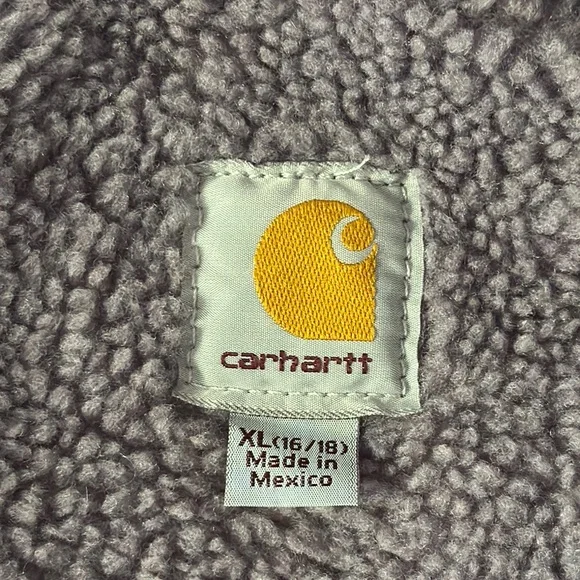 carhartt
XL(16/18)
Made in
Mexico